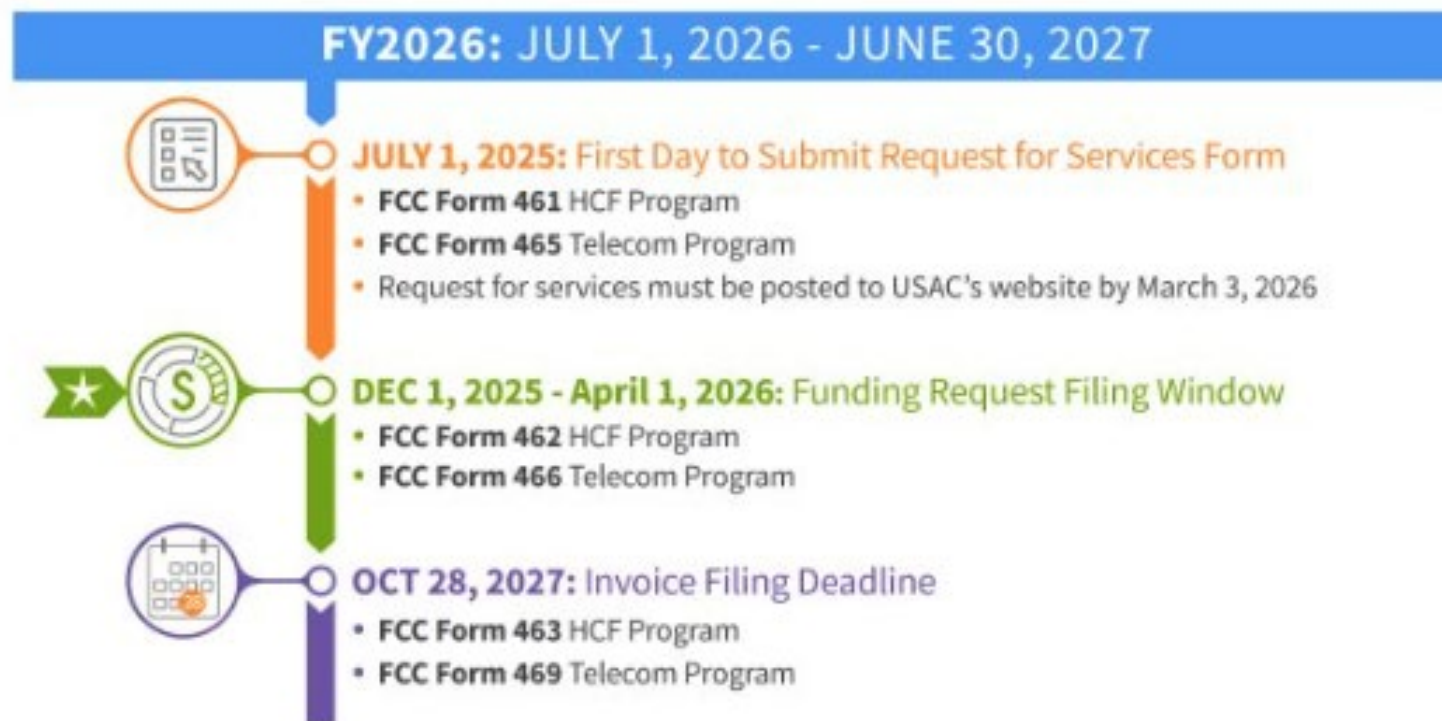 FY2026: JULY 1, 2026 - JUNE 30, 2027
JULY 1, 2025: First Day to Submit Request for Services Form
• FCC Form 461 HCF Program
• FCC Form 465 Telecom Program
• Request for services must be posted to USAC's website by March 3, 2026
DEC 1, 2025 - April 1, 2026: Funding Request Filing Window
• FCC Form 462 HCF Program
• FCC Form 466 Telecom Program
OCT 28, 2027: Invoice Filing Deadline
• FCC Form 463 HCF Program
• FCC Form 469 Telecom Program